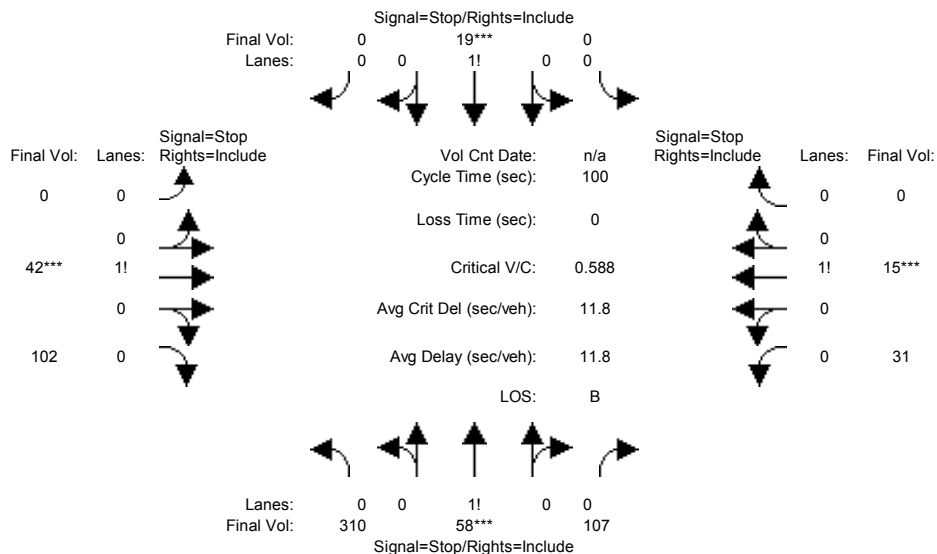 Signal=Stop/Rights=Include
Final Vol: 0 19*** 0
Lanes: 0 0 1! 0 0
Signal=Stop
Final Vol: Lanes: Rights=Include
Vol Cnt Date: n/a
Signal=Stop
Rights=Include Lanes: Final Vol:
Cycle Time (sec): 100
0 0
0 0
Loss Time (sec): 0
0
0
42*** 1!
Critical V/C: 0.588
1! 15***
0
Avg Crit Del (sec/veh): 11.8
0
102 0
Avg Delay (sec/veh): 11.8
0 31
LOS: B
Lanes: 0 0 1! 0 0
Final Vol: 310 58*** 107
Signal=Stop/Rights=Include